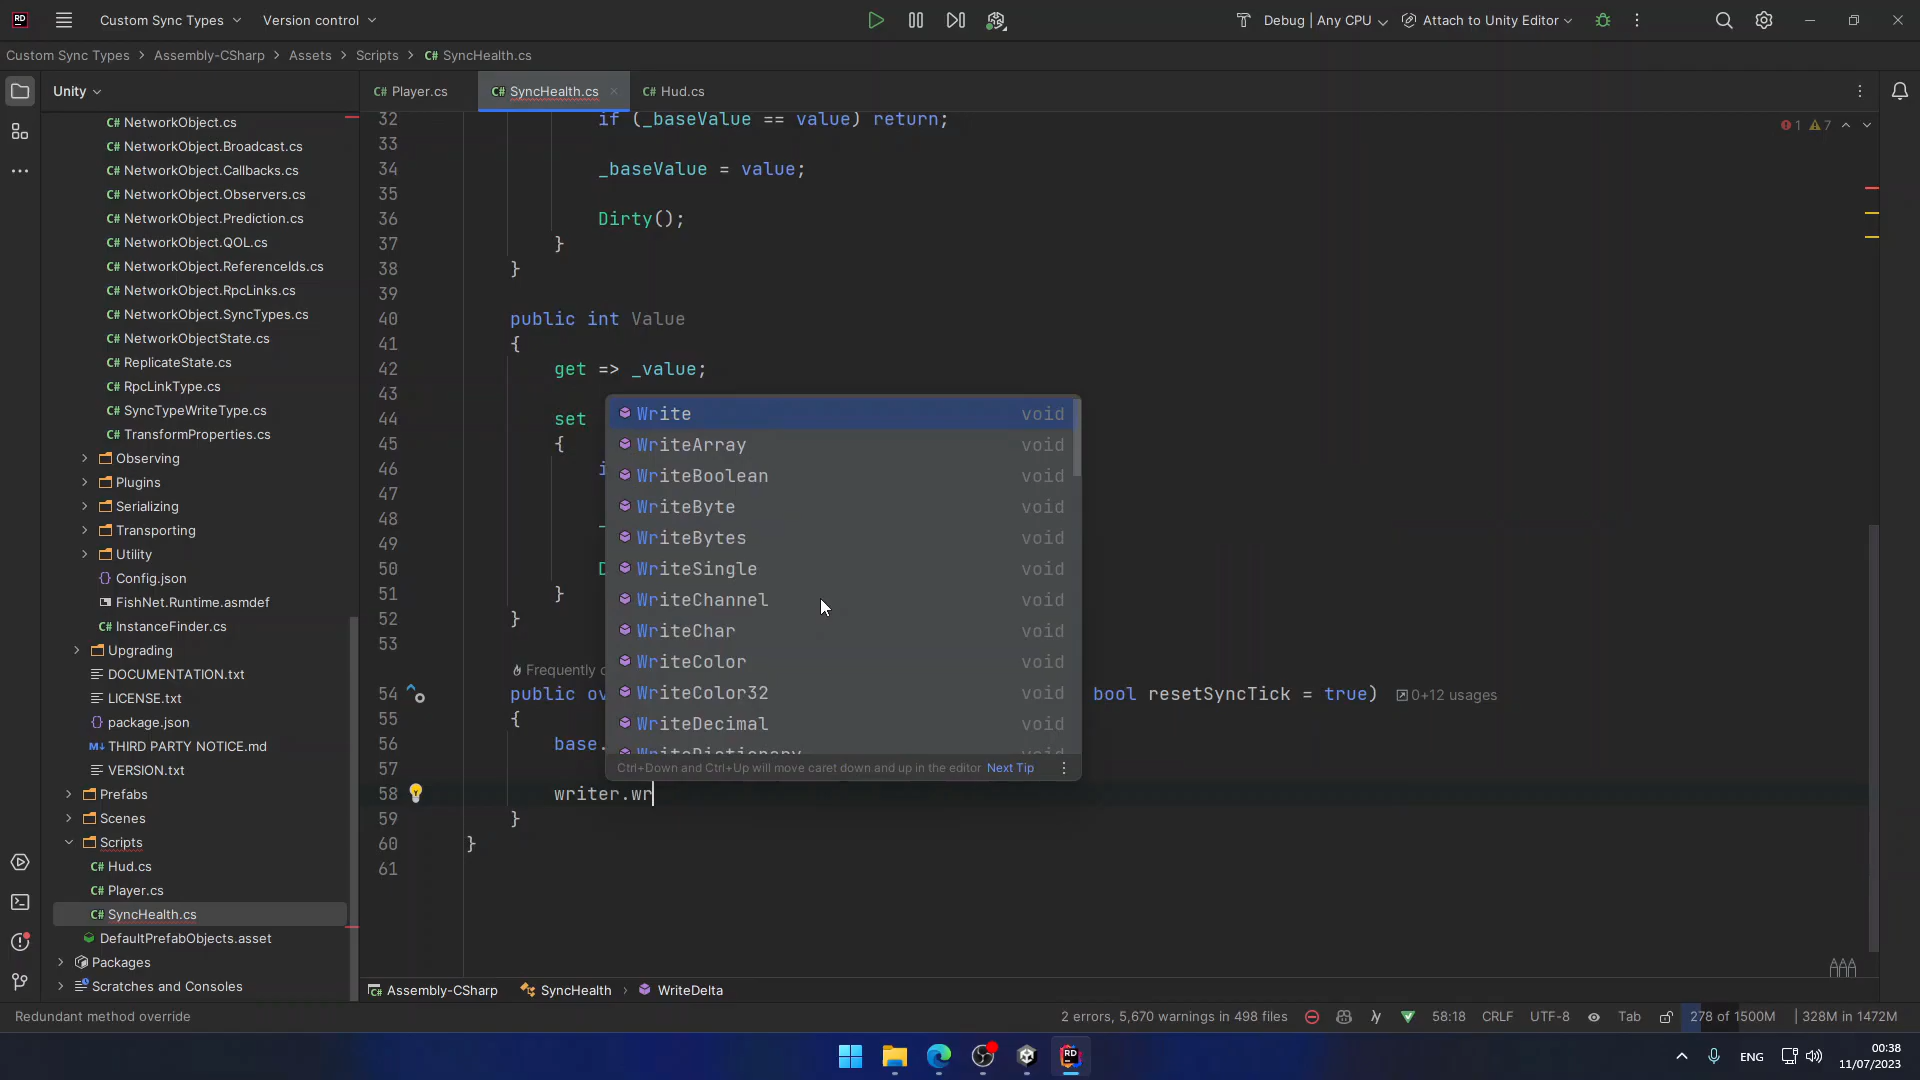 RD
Custom Sync Types
Version control
Debug | Any CPU
Attach to Unity Editor
Custom Sync Types
Assembly-CSharp
Assets
Scripts
C# SyncHealth.cs
Unity
C# Player.cs
C# SyncHealth.cs
C# Hud.cs
C# NetworkObject.cs
C# NetworkObject.Broadcast.cs
C# NetworkObject.Callbacks.cs
C# NetworkObject.Observers.cs
C# NetworkObject.Prediction.cs
C# NetworkObject.QOL.cs
C# NetworkObject.ReferenceIds.cs
C# NetworkObject.RpcLinks.cs
C# NetworkObject.SyncTypes.cs
C# NetworkObjectState.cs
C# ReplicateState.cs
C# RpcLinkType.cs
C# SyncTypeWriteType.cs
C# TransformProperties.cs
Observing
Plugins
Serializing
Transporting
Utility
Config.json
FishNet.Runtime.asmdef
C# InstanceFinder.cs
Upgrading
DOCUMENTATION.txt
LICENSE.txt
package.json
M↓ THIRD PARTY NOTICE.md
VERSION.txt
Prefabs
Scenes
Scripts
C# Hud.cs
C# Player.cs
C# SyncHealth.cs
DefaultPrefabObjects.asset
Packages
Scratches and Consoles
1 7
32 if (_baseValue == value) return;
33
34 _baseValue = value;
35
36 Dirty();
37 }
38 }
39
40 public int Value
41 {
42 get => _value;
43
44 set
45 {
46 i
47
48 _
49
50 D
51 }
52 }
53
Frequently c
54 public ov bool resetSyncTick = true) 0+12 usages
55 {
56 base.
57
58 writer.wr
59 }
60 }
61
Write void
WriteArray void
WriteBoolean void
WriteByte void
WriteBytes void
WriteSingle void
WriteChannel void
WriteChar void
WriteColor void
WriteColor32 void
WriteDecimal void
WriteDictionary void
Ctrl+Down and Ctrl+Up will move caret down and up in the editor Next Tip
Assembly-CSharp
SyncHealth
WriteDelta
Redundant method override
2 errors, 5,670 warnings in 498 files
58:18
CRLF
UTF-8
Tab
278 of 1500M
328M in 1472M
RD
ENG
00:38
11/07/2023